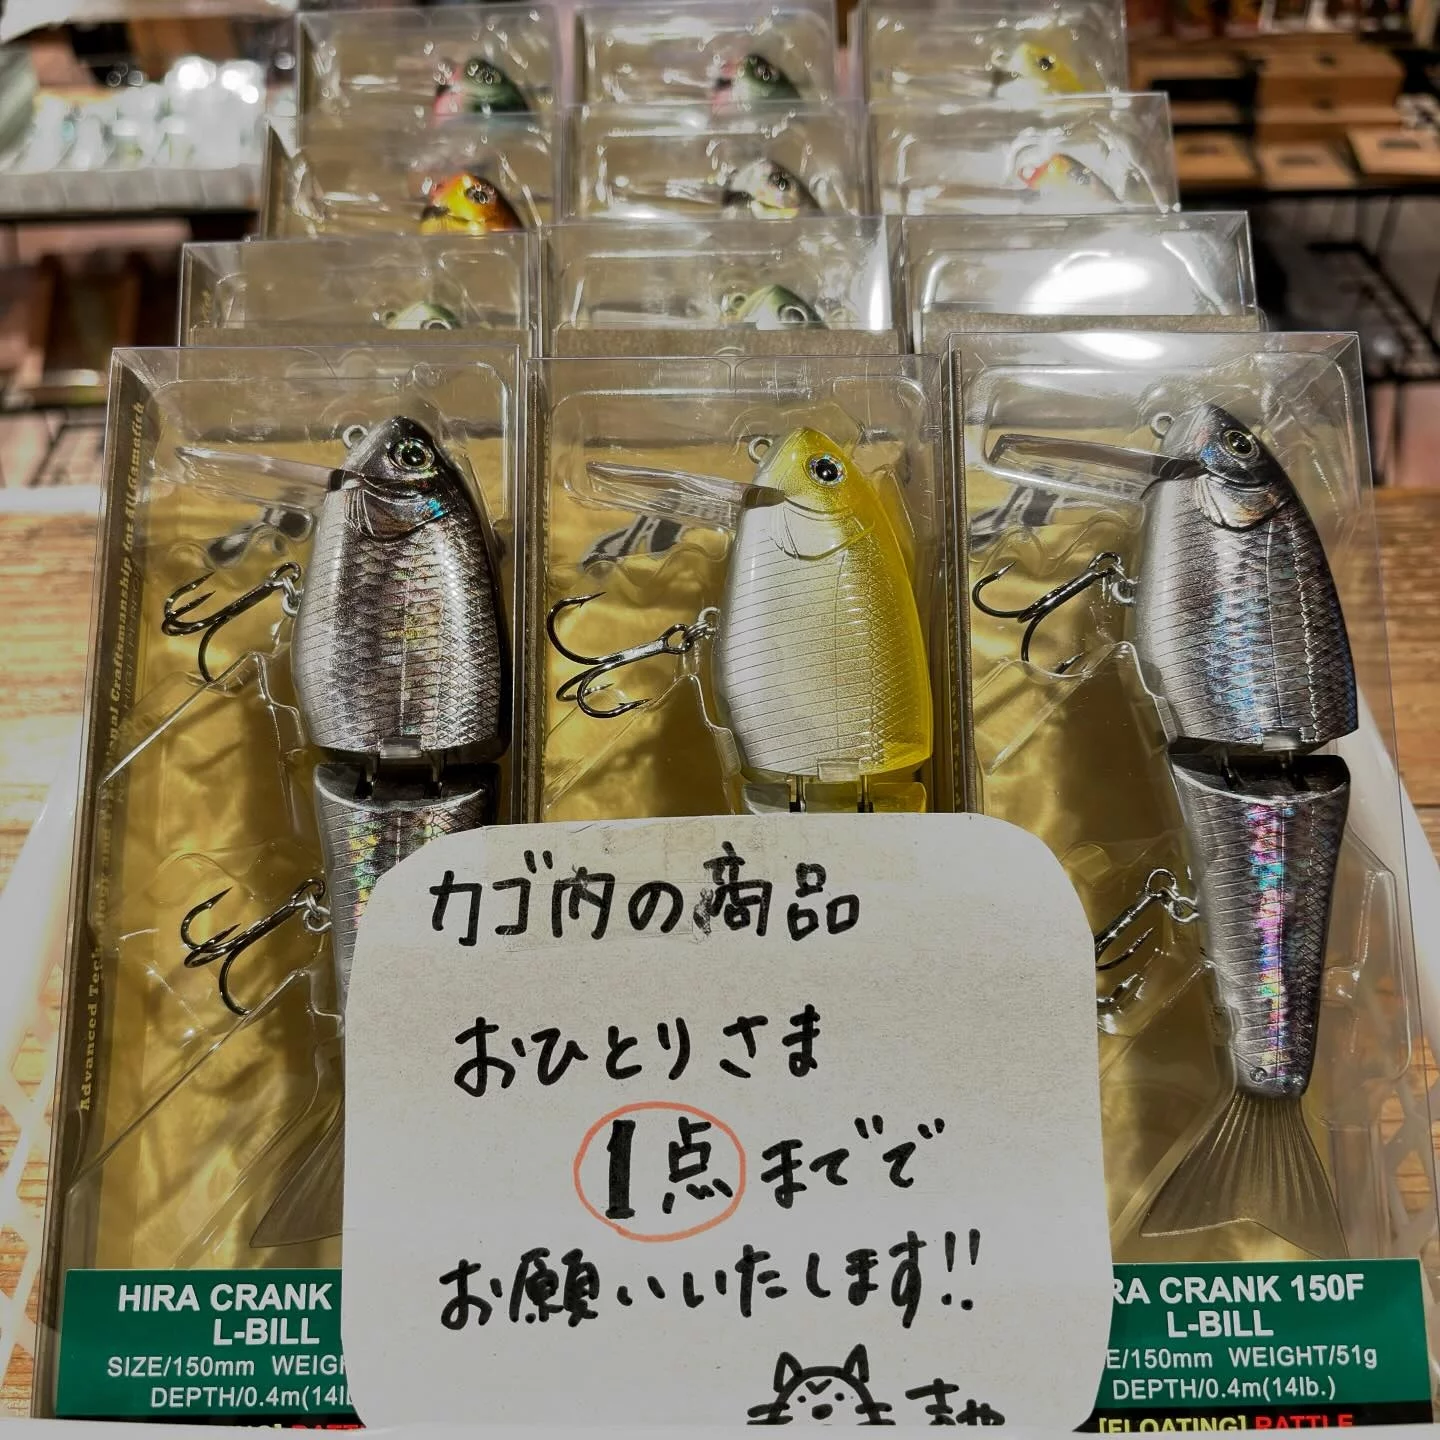 カゴ内の商品
おひとりさま
1点までで
お願いいたします!!
HIRA CRANK
L-BILL
SIZE/150mm
DEPTH/0.4m
RA CRANK 150F
L-BILL
E/150mm WEIGHT/51g
DEPTH/0.4m(14lb.)
[FLOATING] RATTLE